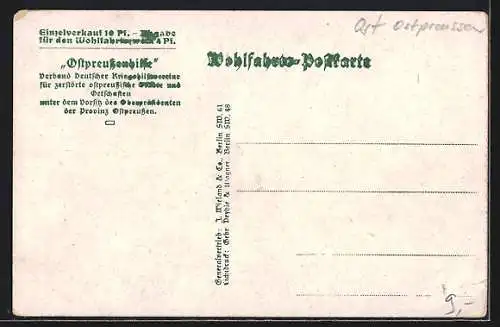 Einzelverkauf 10 Pf. – Abgabe
für den Wohlfahrtszweck 4 Pf.
„Ostpreußenhilfe"
Verband Deutscher Kriegshilfsvereine
für zerstörte ostpreußische Städte und
Ortschaften
unter dem Vorsitz des Oberpräsidenten
der Provinz Ostpreußen.
Wohlfahrts-Postkarte
Art Ostpreussen
Generalvertrieb: J. Wieland & Co., Berlin SW. 61
Lichtdruck: Gebr. & Wagner, Berlin SW. 48
9,-